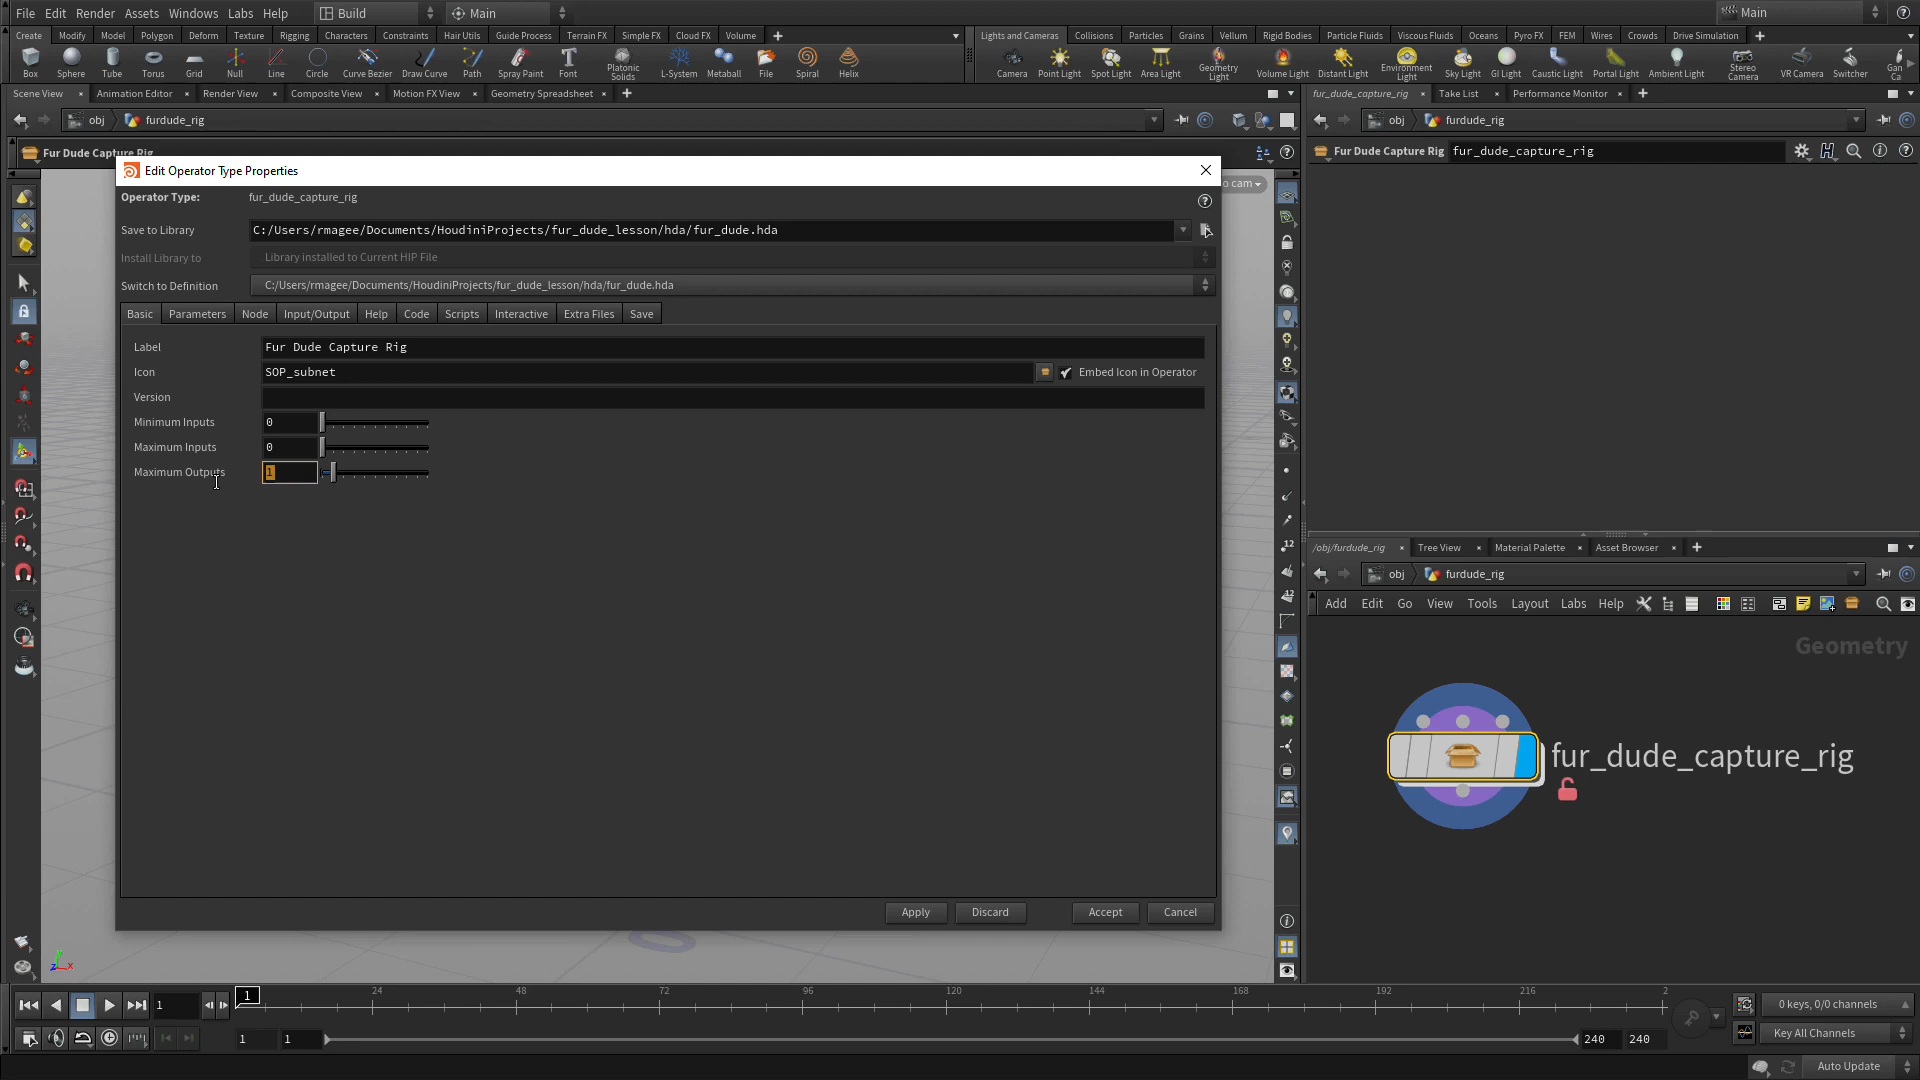 File Edit Render Assets Windows Labs Help Build Main Main
Create Modify Model Polygon Deform Texture Rigging Characters Constraints Hair Utils Guide Process Terrain FX Simple FX Cloud FX Volume
Lights and Cameras Collisions Particles Grains Vellum Rigid Bodies Particle Fluids Viscous Fluids Oceans Pyro FX FEM Wires Crowds Drive Simulation
Box Sphere Tube Torus Grid Null Line Circle Curve Bezier Draw Curve Path Spray Paint Font Platonic Solids L-System Metaball File Spiral Helix
Camera Point Light Spot Light Area Light Geometry Light Volume Light Distant Light Environment Light Sky Light GI Light Caustic Light Portal Light Ambient Light Stereo Camera VR Camera Switcher Gan Ca
Scene View Animation Editor Render View Composite View Motion FX View Geometry Spreadsheet
fur_dude_capture_rig Take List Performance Monitor
obj furdude_rig
obj furdude_rig
Fur Dude Capture Rig
Fur Dude Capture Rig fur_dude_capture_rig
Edit Operator Type Properties
o cam
Operator Type: fur_dude_capture_rig
Save to Library C:/Users/rmagee/Documents/HoudiniProjects/fur_dude_lesson/hda/fur_dude.hda
Install Library to Library installed to Current HIP File
Switch to Definition C:/Users/rmagee/Documents/HoudiniProjects/fur_dude_lesson/hda/fur_dude.hda
Basic Parameters Node Input/Output Help Code Scripts Interactive Extra Files Save
Label Fur Dude Capture Rig
Icon SOP_subnet Embed Icon in Operator
Version
Minimum Inputs 0
Maximum Inputs 0
Maximum Outputs 1
Apply Discard Accept Cancel
/obj/furdude_rig Tree View Material Palette Asset Browser
obj furdude_rig
Add Edit Go View Tools Layout Labs Help
Geometry
fur_dude_capture_rig
12
12
y
z x
1 1 24 48 72 96 120 144 168 192 216 2
0 keys, 0/0 channels
1 1 240 240
Key All Channels
Auto Update